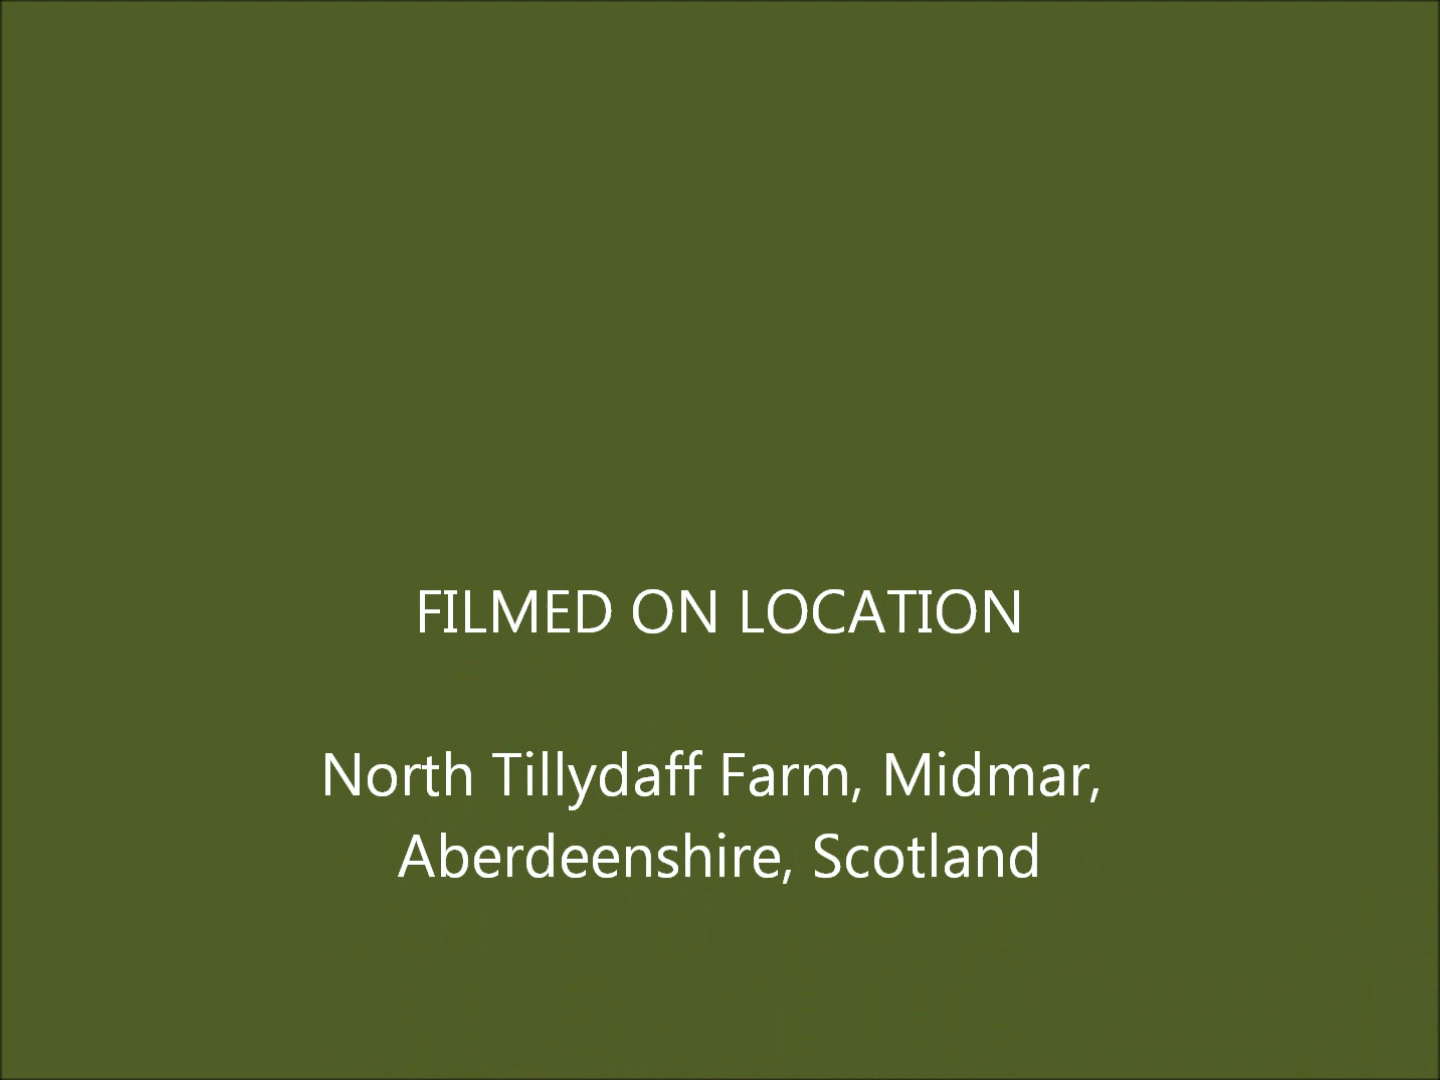 FILMED ON LOCATION
North Tillydaff Farm, Midmar,
Aberdeenshire, Scotland